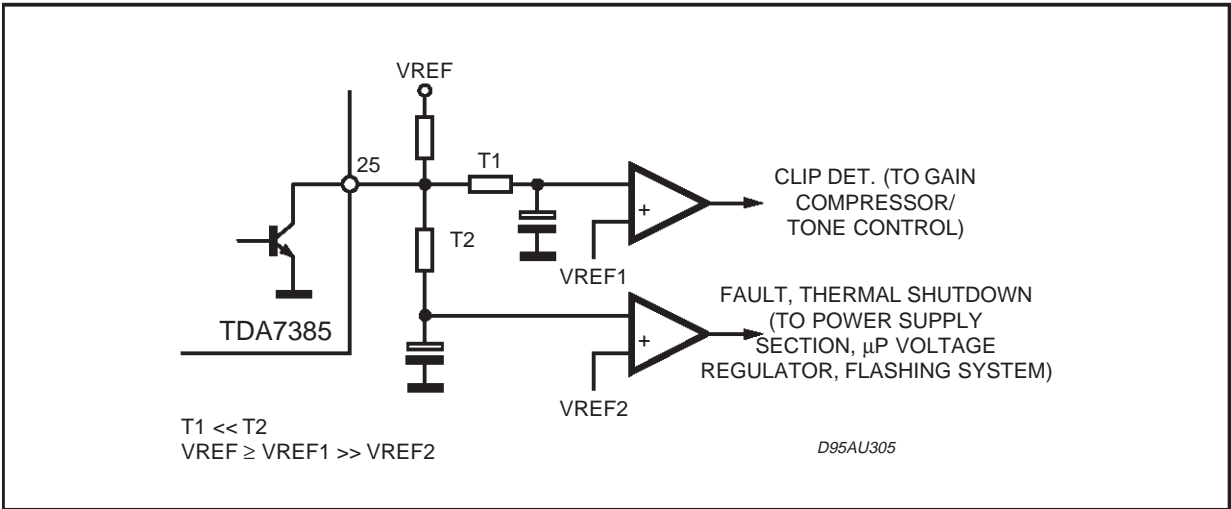 VREF
25
T1
T2
+
VREF1
CLIP DET. (TO GAIN
COMPRESSOR/
TONE CONTROL)
TDA7385
+
VREF2
FAULT, THERMAL SHUTDOWN
(TO POWER SUPPLY
SECTION, µP VOLTAGE
REGULATOR, FLASHING SYSTEM)
T1 << T2
VREF ≥ VREF1 >> VREF2
D95AU305